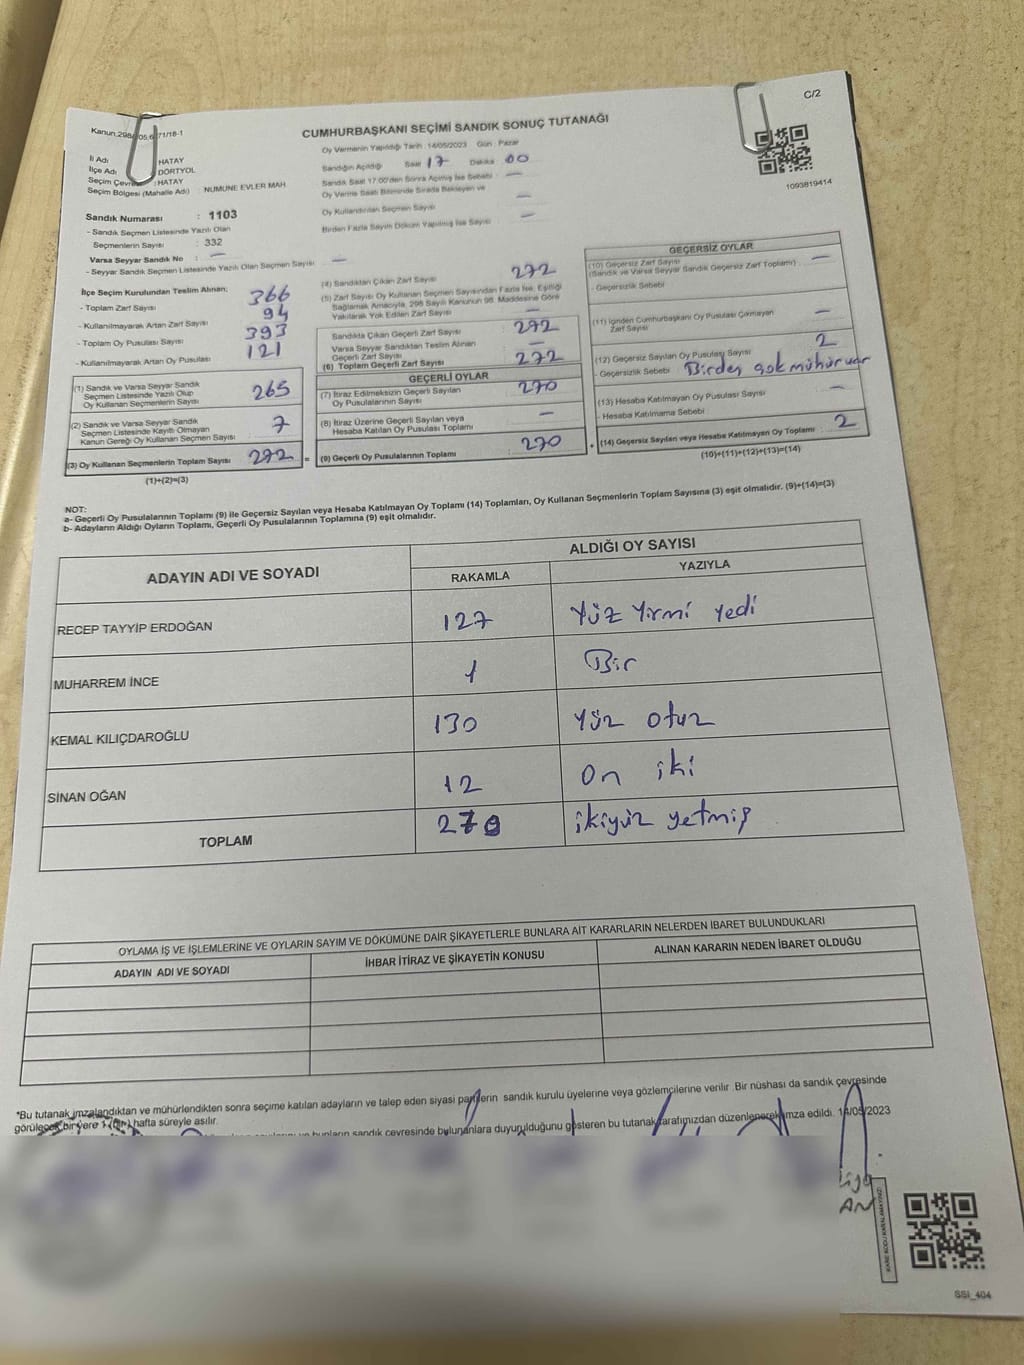 C/2
Kanun,298
71/18-1
CUMHURBAŞKANI SEÇİMİ SANDIK SONUÇ TUTANAĞI
İl Adı HATAY
İlçe Adı DÖRTYOL
Seçim Çevre : HATAY
Seçim Bölgesi (Mahalle Adı) : NUMUNE EVLER MAH
Oy Vermenin Yapıldığı Tarih :14/05/2023 Gün : Pazar
Sandığın Açıldığı Saat 17 Dakika 00
Sandık Saat 17:00'den Sonra Açılmış İse Sebebi : —
Oy Verme Saati Bitiminde Sırada Bekleyen ve
Oy Kullandırılan Seçmen Sayısı —
Birden Fazla Sayım Döküm Yapılmış İse Sayısı —
1093819414
Sandık Numarası : 1103
- Sandık Seçmen Listesinde Yazılı Olan
Seçmenlerin Sayısı : 332
Varsa Seyyar Sandık No : —
- Seyyar Sandık Seçmen Listesinde Yazılı Olan Seçmen Sayısı —
İlçe Seçim Kurulundan Teslim Alınan;
- Toplam Zarf Sayısı 366
- Kullanılmayarak Artan Zarf Sayısı 94
- Toplam Oy Pusulası Sayısı 393
- Kullanılmayarak Artan Oy Pusulası 121
(1) Sandık ve Varsa Seyyar Sandık
Seçmen Listesinde Yazılı Olup
Oy Kullanan Seçmenlerin Sayısı 265
(2) Sandık ve Varsa Seyyar Sandık
Seçmen Listesinde Kayıtlı Olmayan
Kanun Gereği Oy Kullanan Seçmen Sayısı 7
(3) Oy Kullanan Seçmenlerin Toplam Sayısı 272
(1)+(2)=(3)
(4) Sandıktan Çıkan Zarf Sayısı 272
(5) Zarf Sayısı Oy Kullanan Seçmen Sayısından Fazla İse, Eşitliği
Sağlamak Amacıyla, 298 Sayılı Kanunun 98. Maddesine Göre
Yakılarak Yok Edilen Zarf Sayısı —
Sandıkta Çıkan Geçerli Zarf Sayısı 272
Varsa Seyyar Sandıktan Teslim Alınan
Geçerli Zarf Sayısı —
(6) Toplam Geçerli Zarf Sayısı 272
GEÇERLİ OYLAR
(7) İtiraz Edilmeksizin Geçerli Sayılan
Oy Pusulalarının Sayısı 270
(8) İtiraz Üzerine Geçerli Sayılan veya
Hesaba Katılan Oy Pusulası Toplamı —
(9) Geçerli Oy Pusulalarının Toplamı 270
=
+
GEÇERSİZ OYLAR
(10) Geçersiz Zarf Sayısı
(Sandık ve Varsa Seyyar Sandık Geçersiz Zarf Toplamı) —
- Geçersizlik Sebebi
(11) İçinden Cumhurbaşkanı Oy Pusulası Çıkmayan
Zarf Sayısı —
(12) Geçersiz Sayılan Oy Pusulası Sayısı 2
- Geçersizlik Sebebi Birden çok mühür var
(13) Hesaba Katılmayan Oy Pusulası Sayısı —
- Hesaba Katılmama Sebebi
(14) Geçersiz Sayılan veya Hesaba Katılmayan Oy Toplamı : 2
(10)+(11)+(12)+(13)=(14)
NOT:
a- Geçerli Oy Pusulalarının Toplamı (9) ile Geçersiz Sayılan veya Hesaba Katılmayan Oy Toplamı (14) Toplamları, Oy Kullanan Seçmenlerin Toplam Sayısına (3) eşit olmalıdır. (9)+(14)=(3)
b- Adayların Aldığı Oyların Toplamı, Geçerli Oy Pusulalarının Toplamına (9) eşit olmalıdır.
ADAYIN ADI VE SOYADI
ALDIĞI OY SAYISI
RAKAMLA YAZIYLA
RECEP TAYYİP ERDOĞAN 127 Yüz Yirmi Yedi
MUHARREM İNCE 1 Bir
KEMAL KILIÇDAROĞLU 130 Yüz otuz
SİNAN OĞAN 12 On iki
TOPLAM 270 ikiyüz yetmiş
OYLAMA İŞ VE İŞLEMLERİNE VE OYLARIN SAYIM VE DÖKÜMÜNE DAİR ŞİKAYETLERLE BUNLARA AİT KARARLARIN NELERDEN İBARET BULUNDUKLARI
ADAYIN ADI VE SOYADI İHBAR İTİRAZ VE ŞİKAYETİN KONUSU ALINAN KARARIN NEDEN İBARET OLDUĞU
*Bu tutanak imzalandıktan ve mühürlendikten sonra seçime katılan adayların ve talep eden siyasi partilerin sandık kurulu üyelerine veya gözlemcilerine verilir .Bir nüshası da sandık çevresinde
görülecek bir yere 1 (Bir) hafta süreyle asılır.
bunların sandık çevresinde bulunanlara duyurulduğunu gösteren bu tutanak tarafımızdan düzenlenerek imza edildi. 14/05/2023
SSI_404